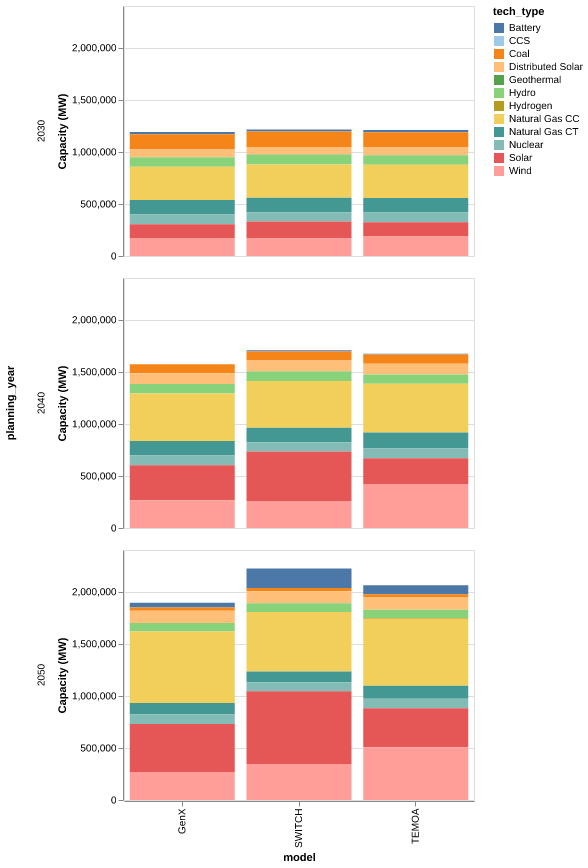 tech_type
Battery
CCS
Coal
Distributed Solar
Geothermal
Hydro
Hydrogen
Natural Gas CC
Natural Gas CT
Nuclear
Solar
Wind
planning_year
2030
Capacity (MW)
2,000,000
1,500,000
1,000,000
500,000
0
2040
Capacity (MW)
2,000,000
1,500,000
1,000,000
500,000
0
2050
Capacity (MW)
2,000,000
1,500,000
1,000,000
500,000
0
GenX
SWITCH
TEMOA
model